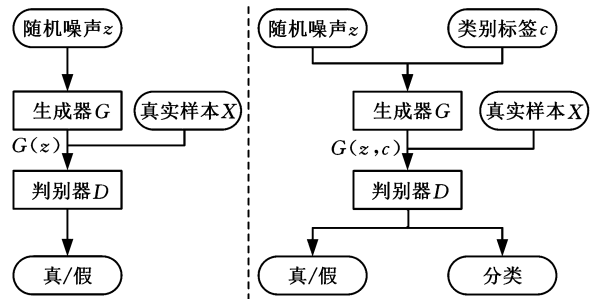 随机噪声z
生成器G
真实样本X
G(z)
判别器D
真/假
随机噪声z
类别标签c
生成器G
真实样本X
G(z,c)
判别器D
真/假
分类